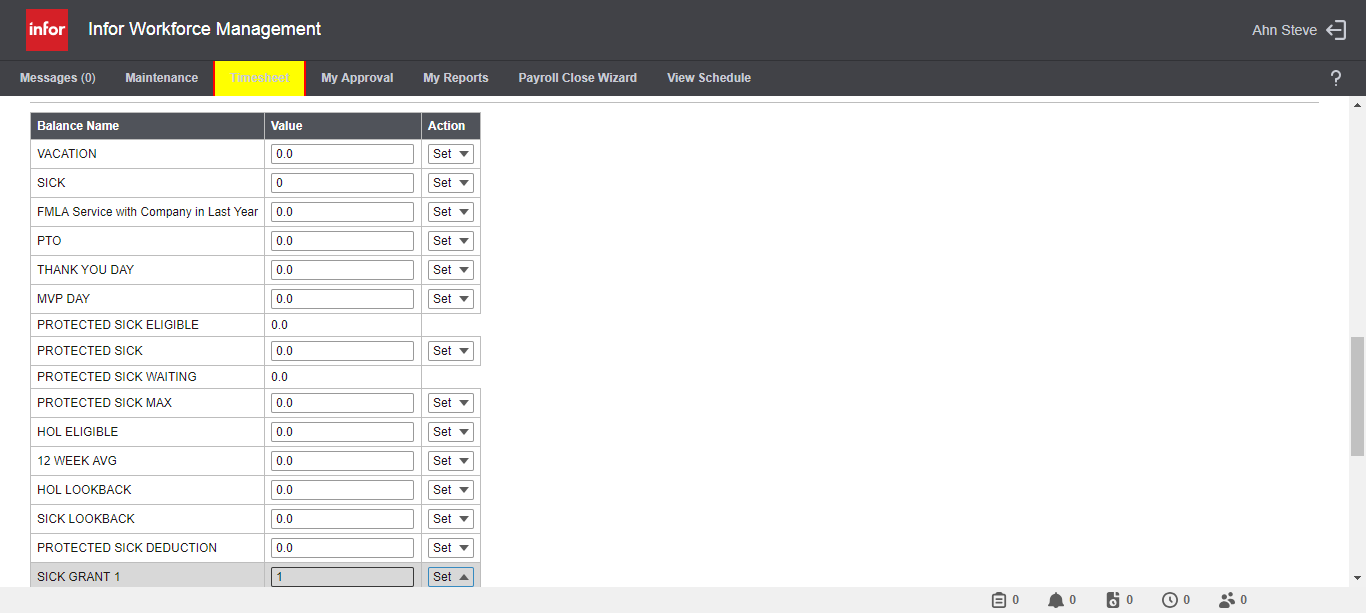 infor Infor Workforce Management Ahn Steve
Messages (0) Maintenance Timesheet My Approval My Reports Payroll Close Wizard View Schedule ?
Balance Name Value Action
VACATION 0.0 Set
SICK 0 Set
FMLA Service with Company in Last Year 0.0 Set
PTO 0.0 Set
THANK YOU DAY 0.0 Set
MVP DAY 0.0 Set
PROTECTED SICK ELIGIBLE 0.0
PROTECTED SICK 0.0 Set
PROTECTED SICK WAITING 0.0
PROTECTED SICK MAX 0.0 Set
HOL ELIGIBLE 0.0 Set
12 WEEK AVG 0.0 Set
HOL LOOKBACK 0.0 Set
SICK LOOKBACK 0.0 Set
PROTECTED SICK DEDUCTION 0.0 Set
SICK GRANT 1 1 Set
0 0 0 0 0